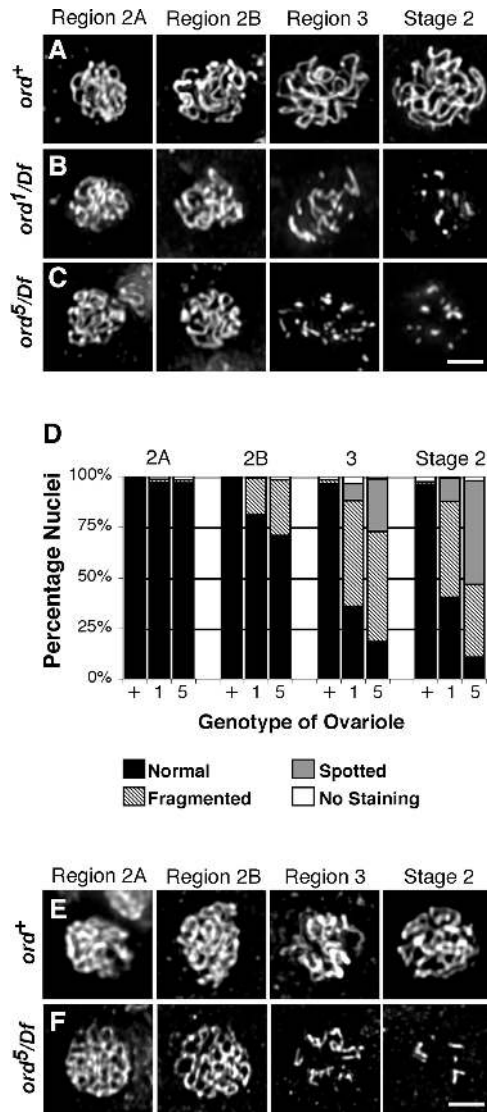 Region 2A Region 2B Region 3 Stage 2
A
ord+
B
ord1/Df
C
ord5/Df
D
2A 2B 3 Stage 2
100%
75%
50%
25%
0%
Percentage Nuclei
+ 1 5 + 1 5 + 1 5 + 1 5
Genotype of Ovariole
Normal Spotted
Fragmented No Staining
Region 2A Region 2B Region 3 Stage 2
E
ord+
F
ord5/Df